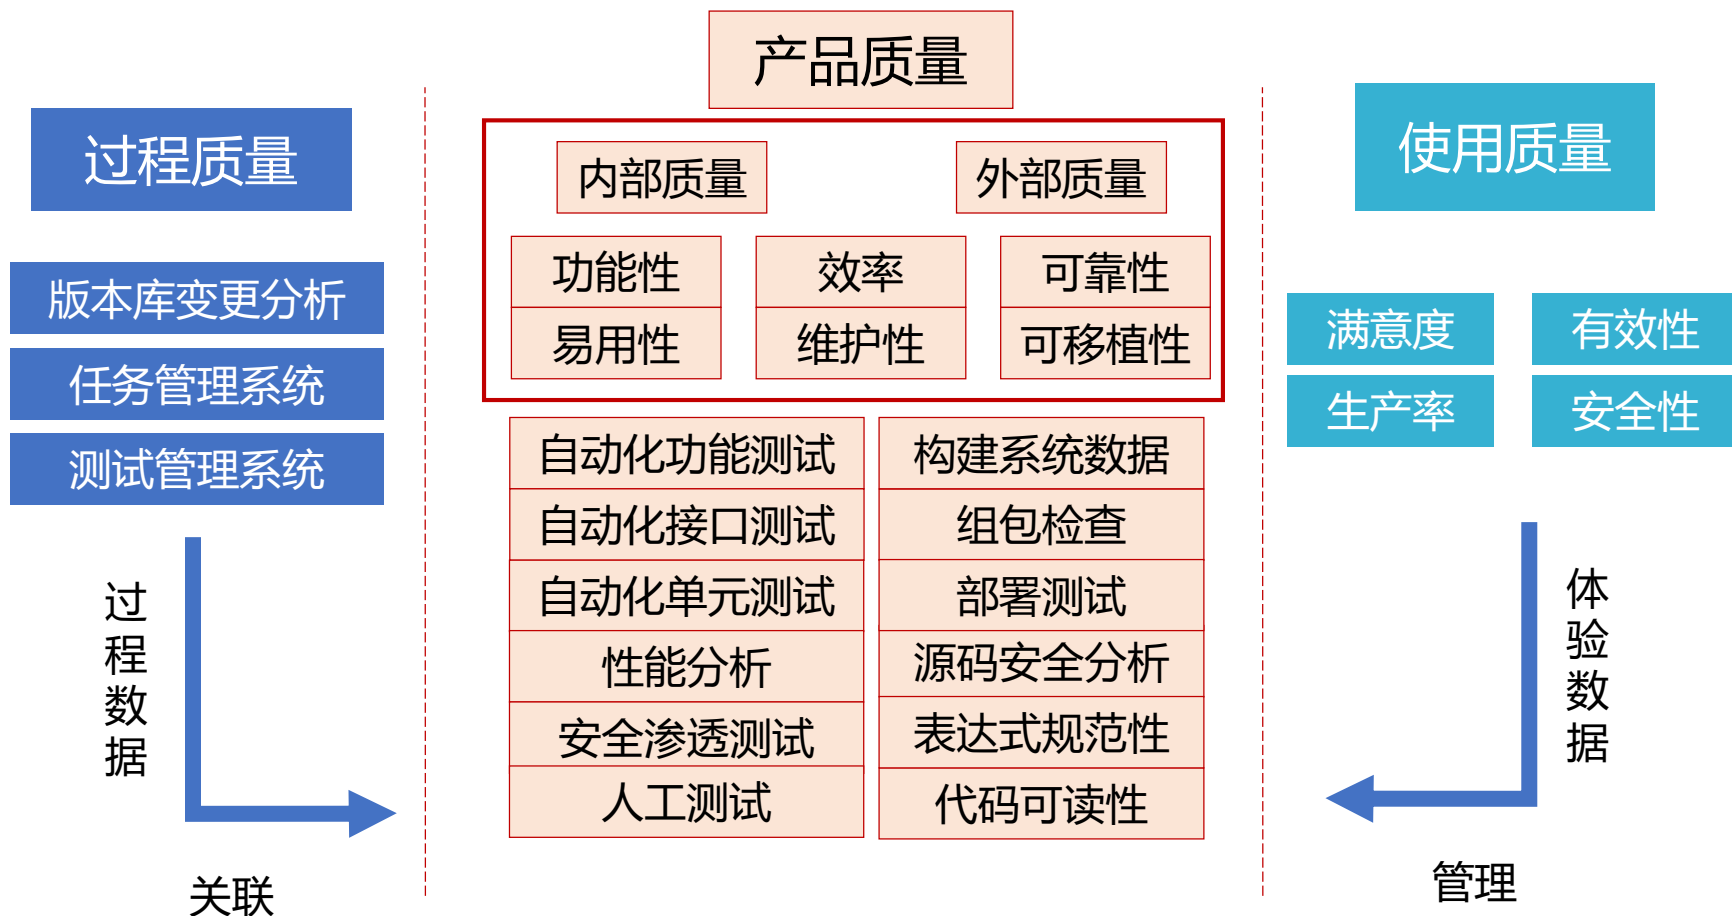 产品质量
过程质量
使用质量
内部质量
外部质量
功能性
效率
可靠性
易用性
维护性
可移植性
版本库变更分析
任务管理系统
测试管理系统
满意度
有效性
生产率
安全性
自动化功能测试
构建系统数据
自动化接口测试
组包检查
自动化单元测试
部署测试
性能分析
源码安全分析
安全渗透测试
表达式规范性
人工测试
代码可读性
过程数据
体验数据
关联
管理